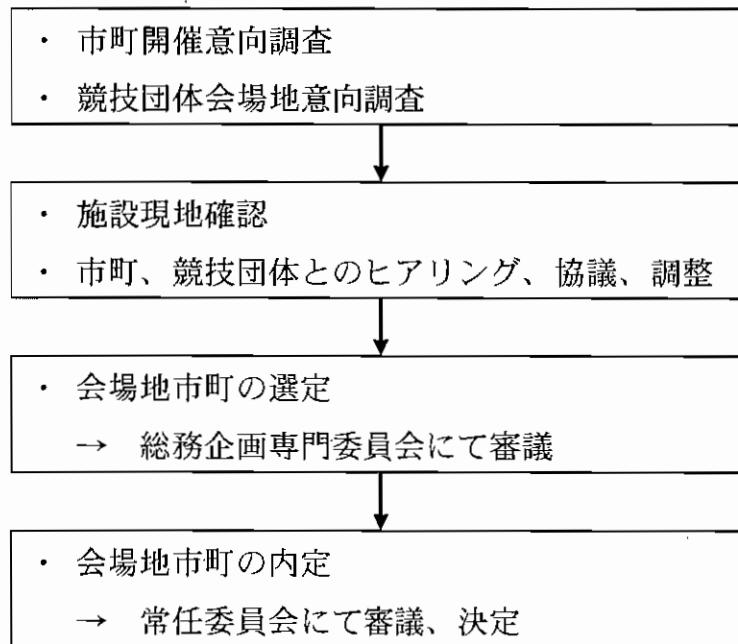 ・ 市町開催意向調査
・ 競技団体会場地意向調査
・ 施設現地確認
・ 市町、競技団体とのヒアリング、協議、調整
・ 会場地市町の選定
→ 総務企画専門委員会にて審議
・ 会場地市町の内定
→ 常任委員会にて審議、決定